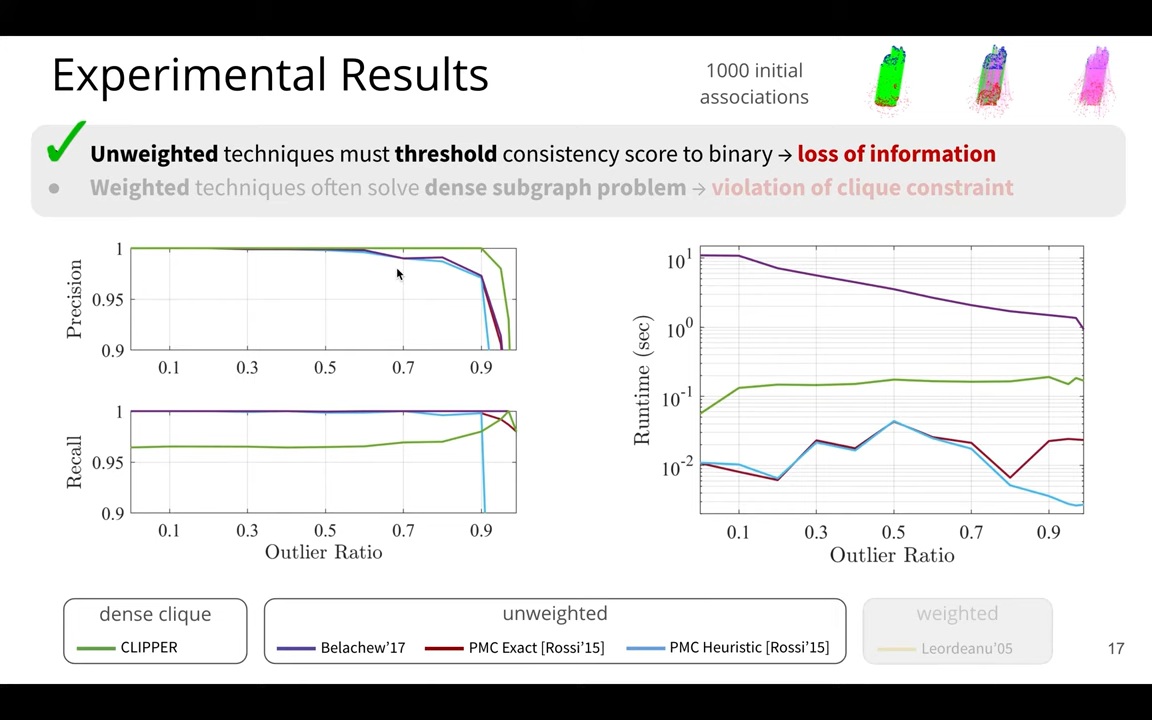 Experimental Results
1000 initial
associations
✓ Unweighted techniques must threshold consistency score to binary → loss of information
● Weighted techniques often solve dense subgraph problem → violation of clique constraint
Precision
1
0.95
0.9
0.1 0.3 0.5 0.7 0.9
Recall
1
0.95
0.9
0.1 0.3 0.5 0.7 0.9
Outlier Ratio
Runtime (sec)
10¹
10⁰
10⁻¹
10⁻²
0.1 0.3 0.5 0.7 0.9
Outlier Ratio
dense clique
CLIPPER
unweighted
Belachew’17 PMC Exact [Rossi’15] PMC Heuristic [Rossi’15]
weighted
Leordeanu’05
17